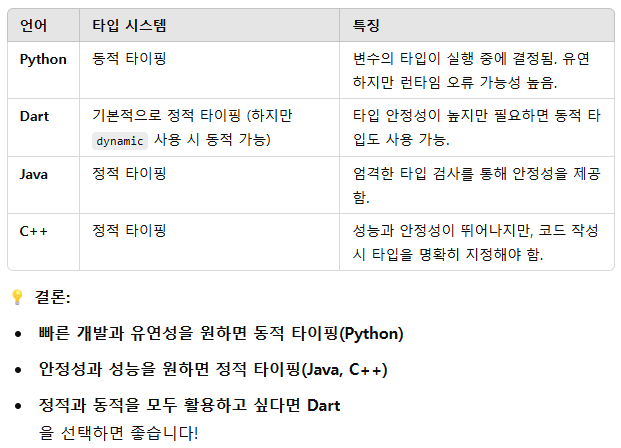 언어 타입 시스템 특징
Python 동적 타이핑 변수의 타입이 실행 중에 결정됨. 유연
하지만 런타임 오류 가능성 높음.
Dart 기본적으로 정적 타이핑 (하지만 타입 안정성이 높지만 필요하면 동적 타
dynamic 사용 시 동적 가능) 입도 사용 가능.
Java 정적 타이핑 엄격한 타입 검사를 통해 안정성을 제공
함.
C++ 정적 타이핑 성능과 안정성이 뛰어나지만, 코드 작성
시 타입을 명확히 지정해야 함.
💡 결론:
• 빠른 개발과 유연성을 원하면 동적 타이핑(Python)
• 안정성과 성능을 원하면 정적 타이핑(Java, C++)
• 정적과 동적을 모두 활용하고 싶다면 Dart
을 선택하면 좋습니다!